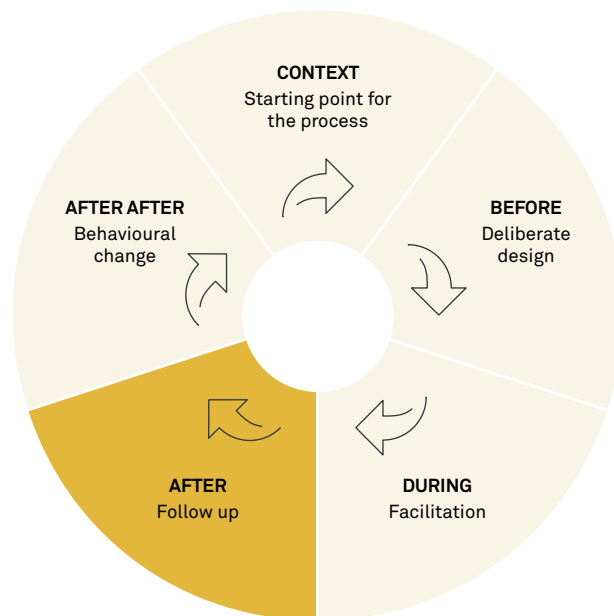 CONTEXT
Starting point for
the process
BEFORE
Deliberate
design
DURING
Facilitation
AFTER
Follow up
AFTER AFTER
Behavioural
change